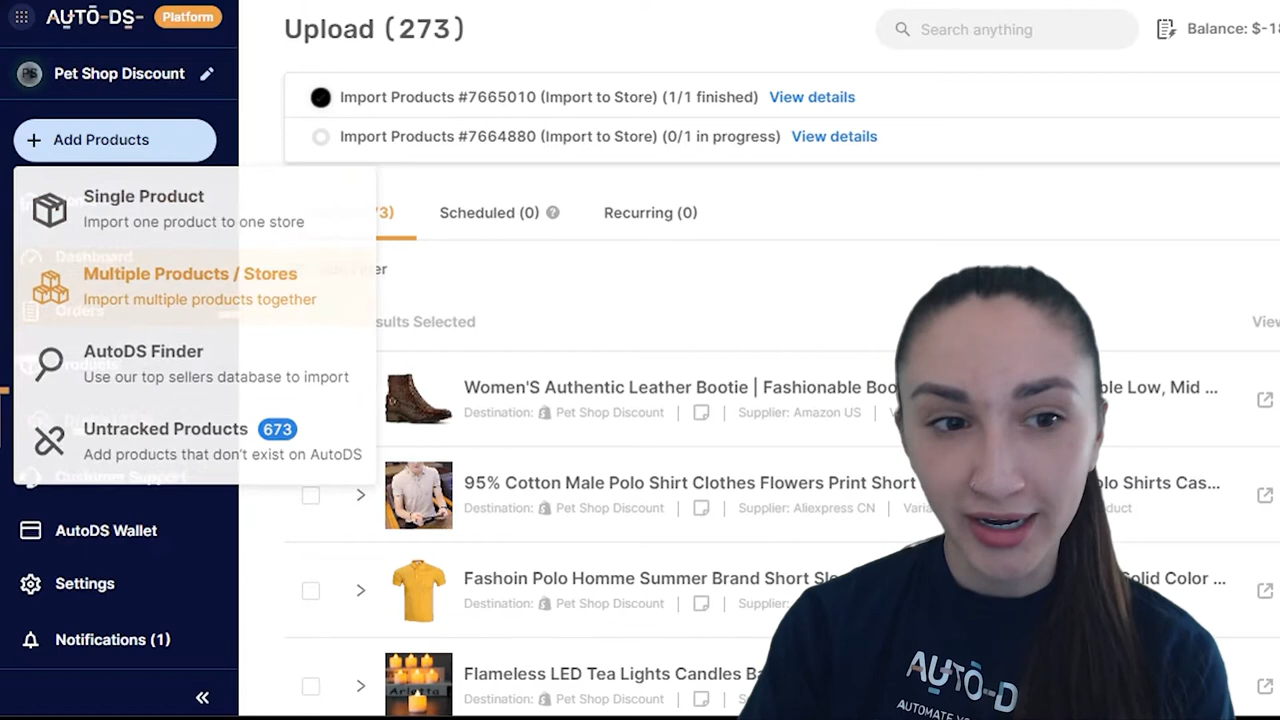 AUTO-DS-
Platform
Upload (273)
Search anything
Balance: $-18
PS
Pet Shop Discount
Import Products #7665010 (Import to Store) (1/1 finished) View details
Import Products #7664880 (Import to Store) (0/1 in progress) View details
+ Add Products
Single Product
Import one product to one store
3)
Scheduled (0)
Recurring (0)
Multiple Products / Stores
Import multiple products together
Dashboard
Orders
Selected
View
AutoDS Finder
Use our top sellers database to import
Women'S Authentic Leather Bootie | Fashionable
Low, Mid ...
Destination: Pet Shop Discount | Supplier: Amazon US
Untracked Products 673
Add products that don't exist on AutoDS
Customer Support
95% Cotton Male Polo Shirt Clothes Flowers Print Short
Polo Shirts Cas...
Destination: Pet Shop Discount | Supplier: Aliexpress CN
AutoDS Wallet
Settings
Fashoin Polo Homme Summer Brand Short
Solid Color ...
Destination: Pet Shop Discount | Supplier:
Notifications (1)
Flameless LED Tea Lights Candles
Destination: Pet Shop Discount | Supplier:
AUTO-D